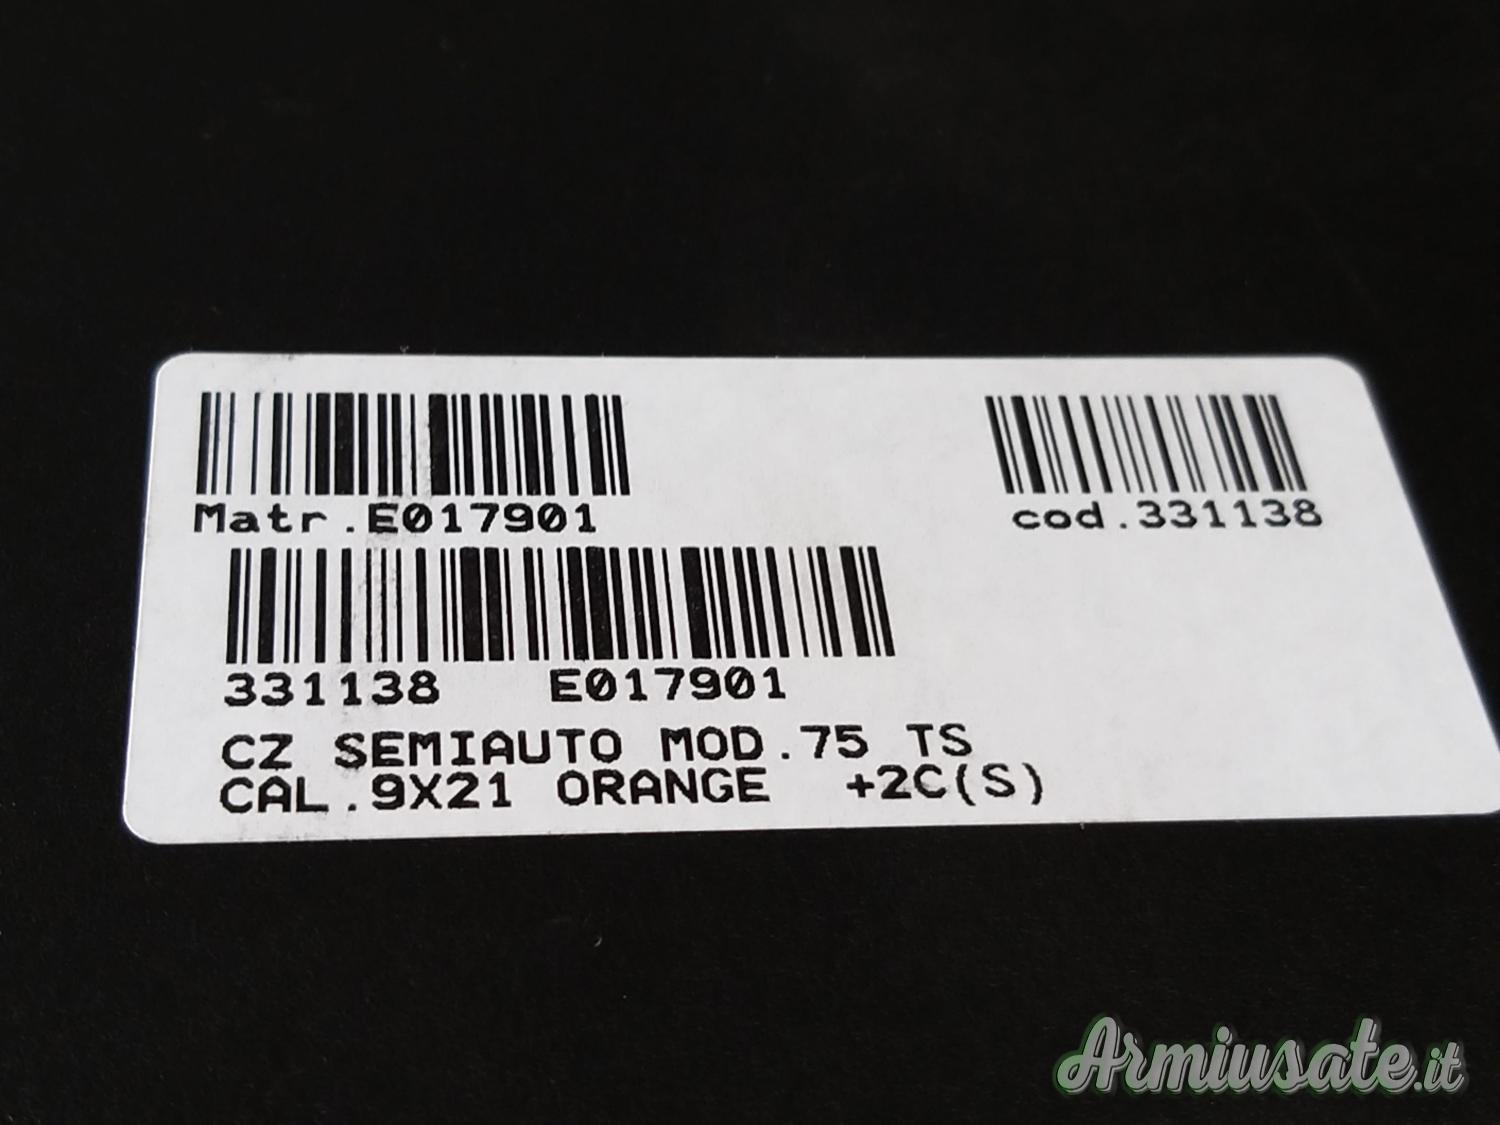 Matr.E017901
cod.331138
331138 E017901
CZ SEMIAUTO MOD.75 TS
CAL.9X21 ORANGE +2C(S)
Armiusate.it